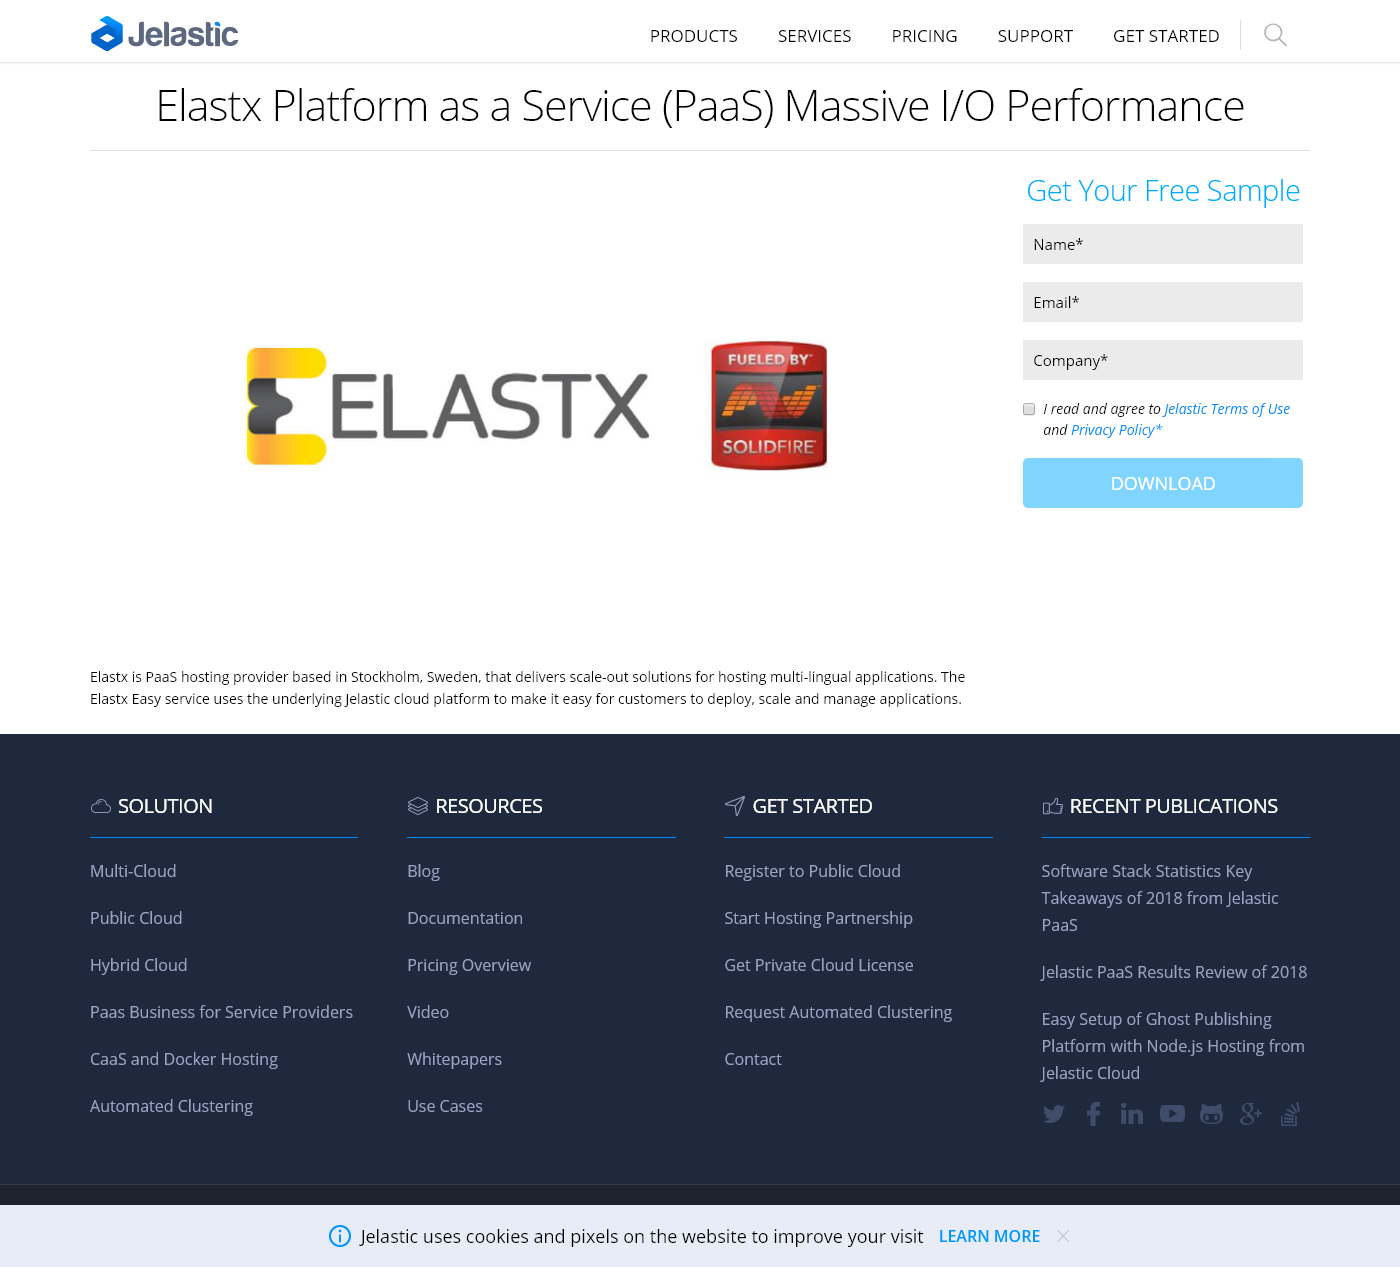 Jelastic
PRODUCTS
SERVICES
PRICING
SUPPORT
GET STARTED
Elastx Platform as a Service (PaaS) Massive I/O Performance
Get Your Free Sample
Name*
Email*
Company*
I read and agree to Jelastic Terms of Use
and Privacy Policy*
DOWNLOAD
ELASTX
FUELED BY™
SOLIDFIRE
Elastx is PaaS hosting provider based in Stockholm, Sweden, that delivers scale-out solutions for hosting multi-lingual applications. The
Elastx Easy service uses the underlying Jelastic cloud platform to make it easy for customers to deploy, scale and manage applications.
SOLUTION
Multi-Cloud
Public Cloud
Hybrid Cloud
Paas Business for Service Providers
CaaS and Docker Hosting
Automated Clustering
RESOURCES
Blog
Documentation
Pricing Overview
Video
Whitepapers
Use Cases
GET STARTED
Register to Public Cloud
Start Hosting Partnership
Get Private Cloud License
Request Automated Clustering
Contact
RECENT PUBLICATIONS
Software Stack Statistics Key
Takeaways of 2018 from Jelastic
PaaS
Jelastic PaaS Results Review of 2018
Easy Setup of Ghost Publishing
Platform with Node.js Hosting from
Jelastic Cloud
Jelastic uses cookies and pixels on the website to improve your visit LEARN MORE